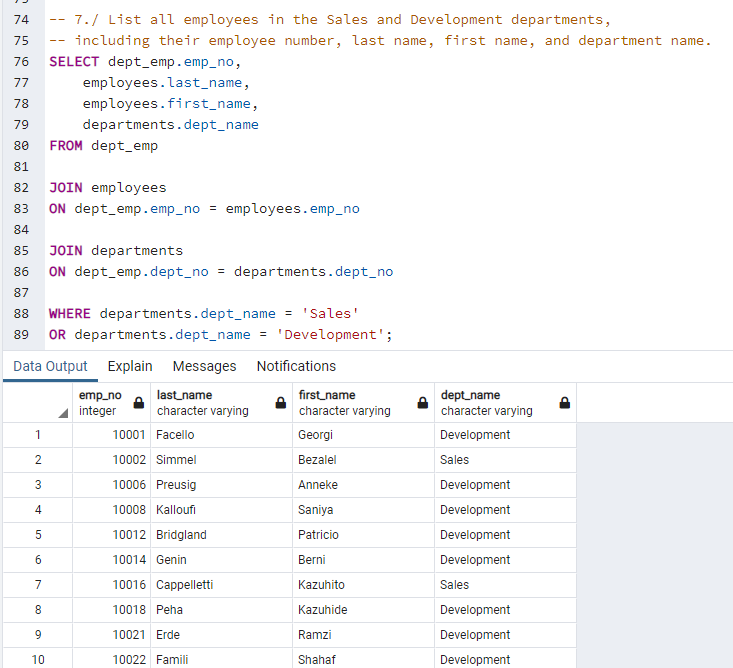 74 -- 7./ List all employees in the Sales and Development departments,
75 -- including their employee number, last name, first name, and department name.
76 SELECT dept_emp.emp_no,
77 employees.last_name,
78 employees.first_name,
79 departments.dept_name
80 FROM dept_emp
81
82 JOIN employees
83 ON dept_emp.emp_no = employees.emp_no
84
85 JOIN departments
86 ON dept_emp.dept_no = departments.dept_no
87
88 WHERE departments.dept_name = 'Sales'
89 OR departments.dept_name = 'Development';
Data Output Explain Messages Notifications
emp_no last_name first_name dept_name
integer character varying character varying character varying
1 10001 Facello Georgi Development
2 10002 Simmel Bezalel Sales
3 10006 Preusig Anneke Development
4 10008 Kalloufi Saniya Development
5 10012 Bridgland Patricio Development
6 10014 Genin Berni Development
7 10016 Cappelletti Kazuhito Sales
8 10018 Peha Kazuhide Development
9 10021 Erde Ramzi Development
10 10022 Famili Shahaf Development